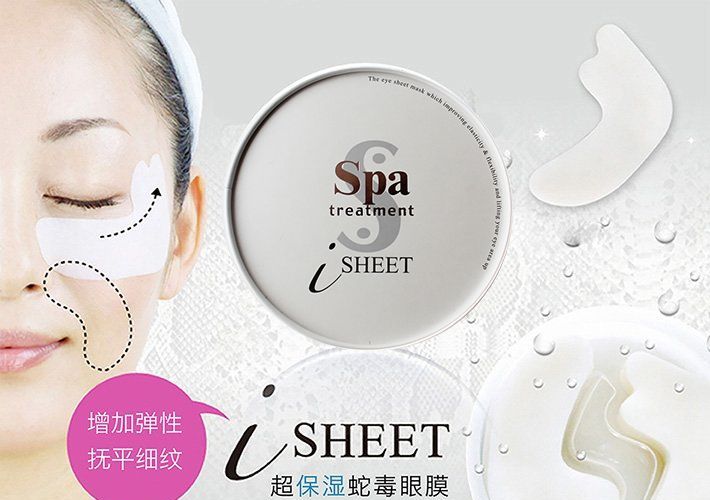 The eye sheet mask which improving elasticity & flexibility and lifting your eye area up
Spa
treatment
i SHEET
增加弹性
抚平细纹
i SHEET
超保湿蛇毒眼膜